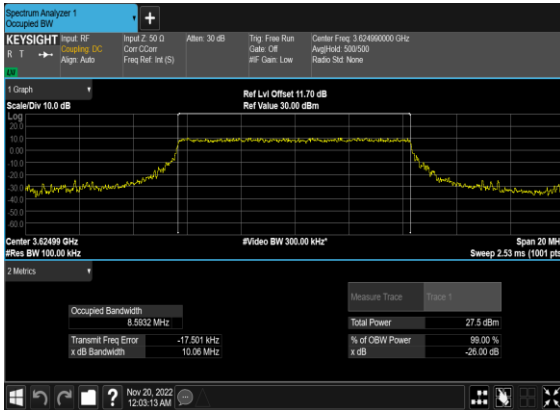 Spectrum Analyzer 1
Occupied BW
+
KEYSIGHT
R T
LXI
Input: RF
Coupling: DC
Align: Auto
Input Z: 50 Ω
Corr CCorr
Freq Ref: Int (S)
Atten: 30 dB
Trig: Free Run
Gate: Off
#IF Gain: Low
Center Freq: 3.624990000 GHz
Avg|Hold: 500/500
Radio Std: None
1 Graph
Scale/Div 10.0 dB
Ref Lvl Offset 11.70 dB
Ref Value 30.00 dBm
Log
20.0
10.0
0.00
-10.0
-20.0
-30.0
-40.0
-50.0
-60.0
Center 3.62499 GHz
#Res BW 100.00 kHz
#Video BW 300.00 kHz*
Span 20 MH
Sweep 2.53 ms (1001 pts
2 Metrics
Measure Trace
Trace 1
Occupied Bandwidth
8.5932 MHz
Total Power
27.5 dBm
Transmit Freq Error
-17.501 kHz
% of OBW Power
99.00 %
x dB Bandwidth
10.06 MHz
x dB
-26.00 dB
?
Nov 20, 2022
12:03:13 AM